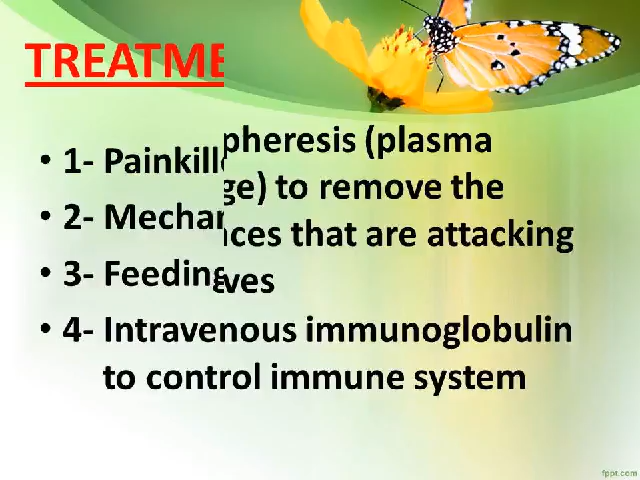 TREATME
• 1- Painkill
• 2- Mechan
• 3- Feeding
pheresis (plasma
ge) to remove the
nces that are attacking
ves
• 4- Intravenous immunoglobulin
to control immune system
fppt.com